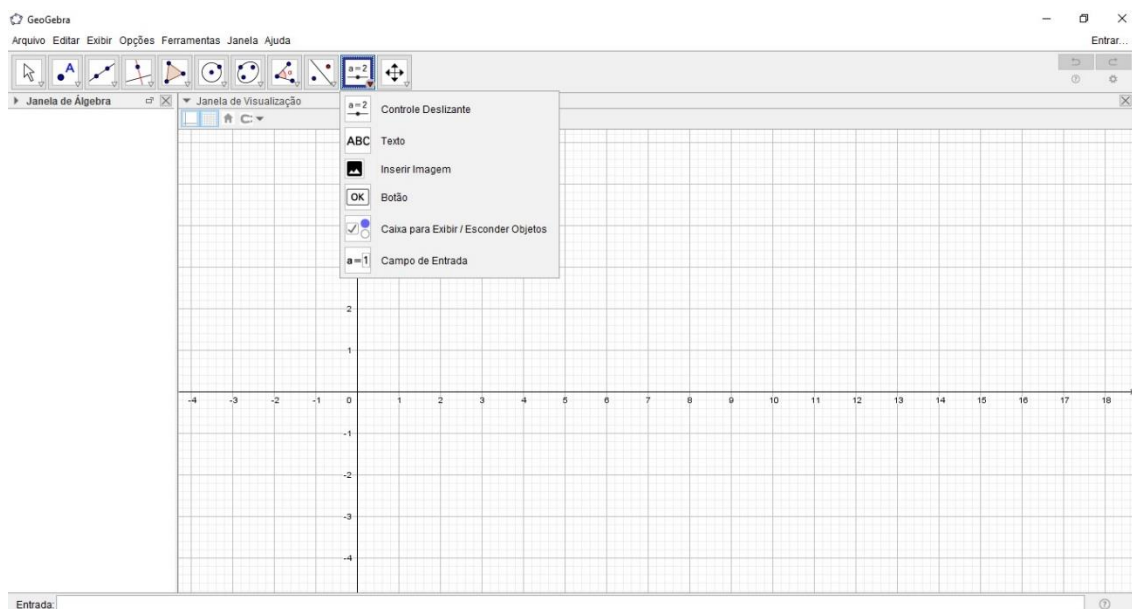 GeoGebra
Arquivo Editar Exibir Opções Ferramentas Janela Ajuda
Entrar...
A
α
a=2
Janela de Álgebra
Janela de Visualização
a=2 Controle Deslizante
ABC Texto
Inserir Imagem
OK Botão
Caixa para Exibir / Esconder Objetos
a=1 Campo de Entrada
2
1
-4 -3 -2 -1 0 1 2 3 4 5 6 7 8 9 10 11 12 13 14 15 16 17 18
-1
-2
-3
-4
Entrada: